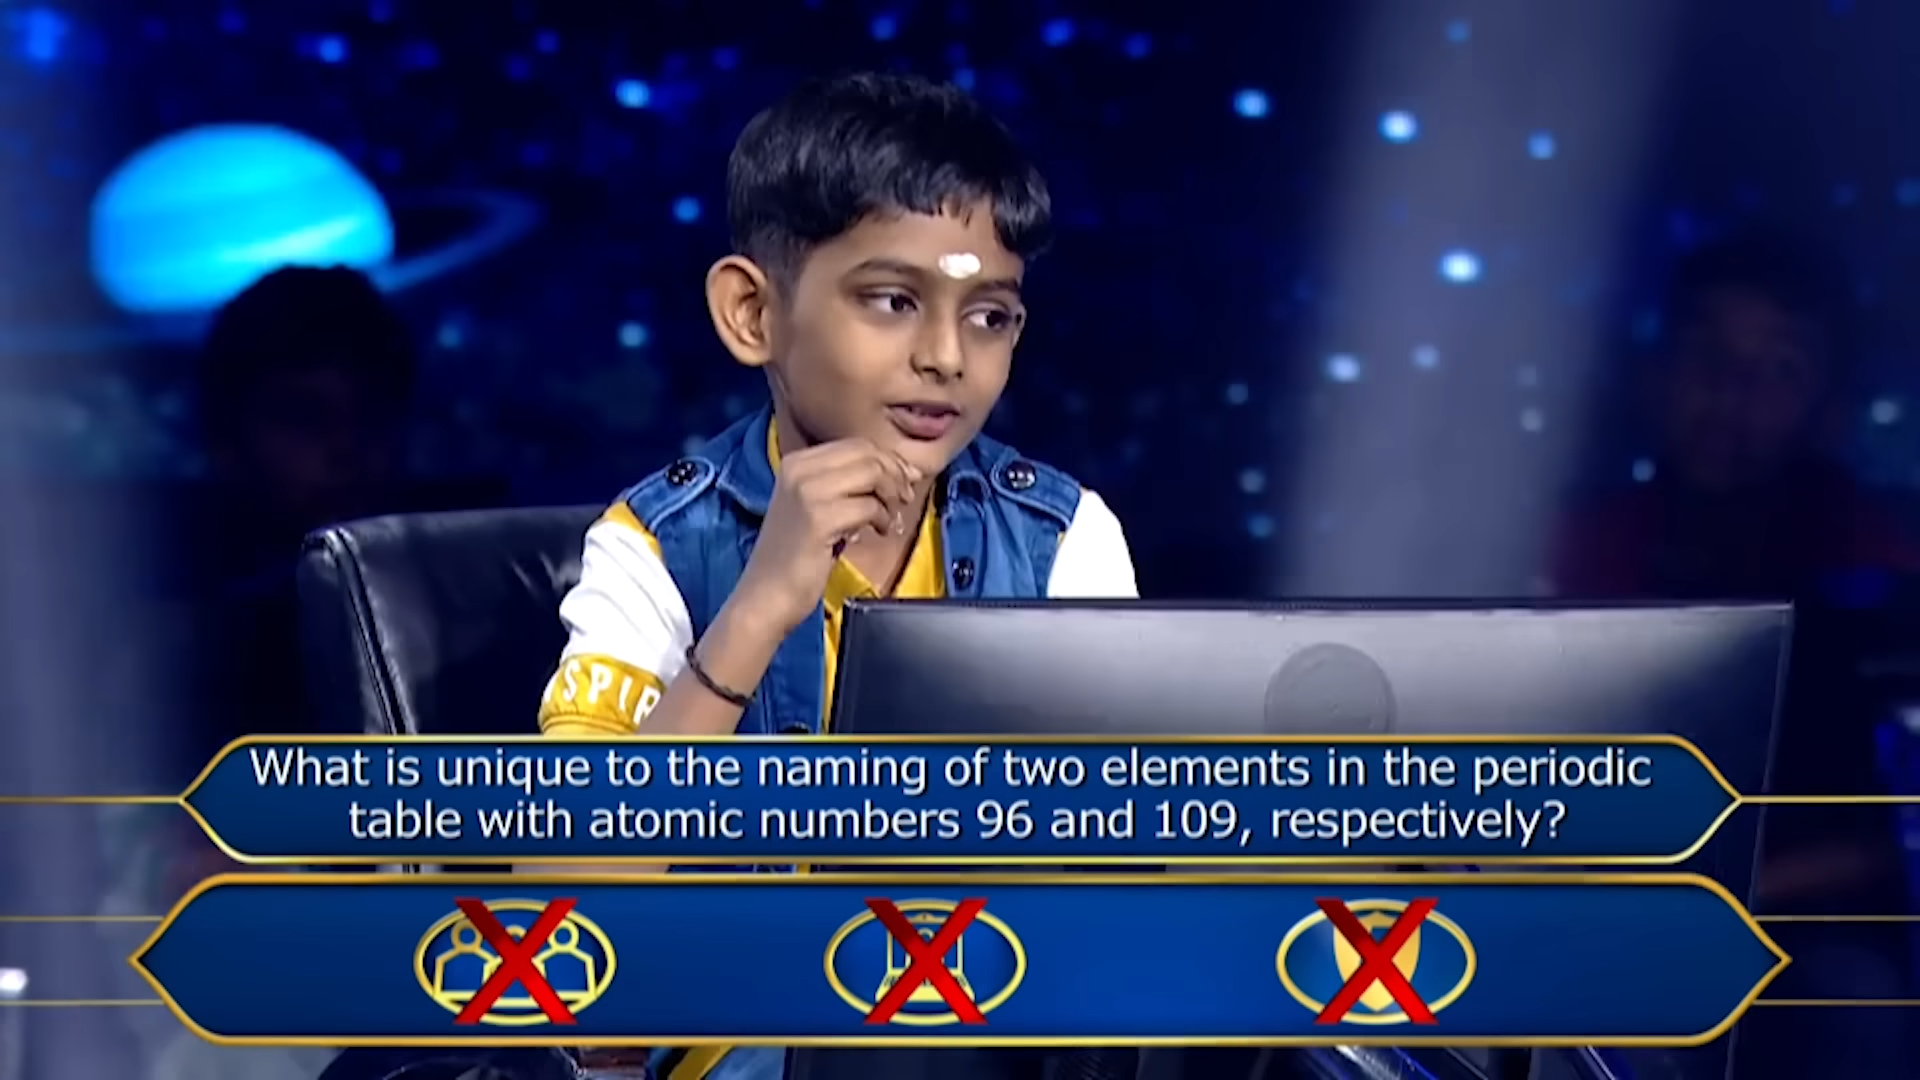 SPIR
What is unique to the naming of two elements in the periodic
table with atomic numbers 96 and 109, respectively?